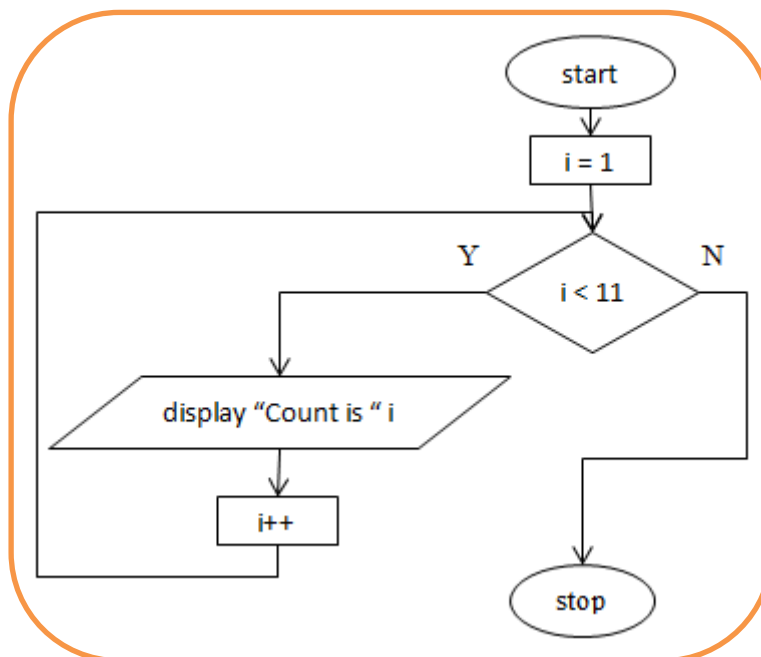 start
i = 1
Y
N
i < 11
display “Count is “ i
i++
stop